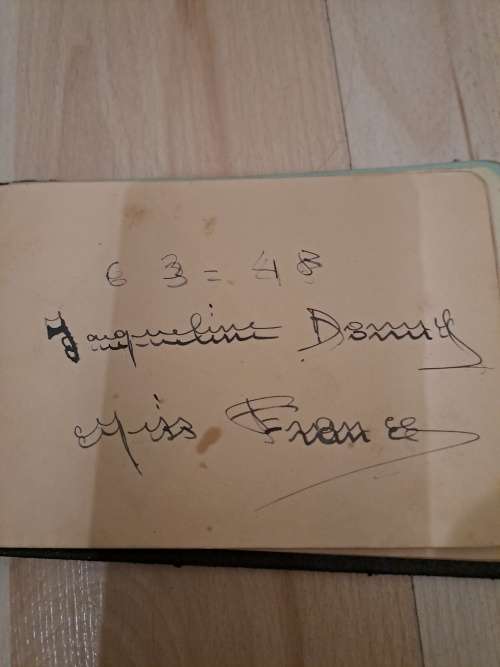 6 3 = 48
Jacqueline Donny
Miss France